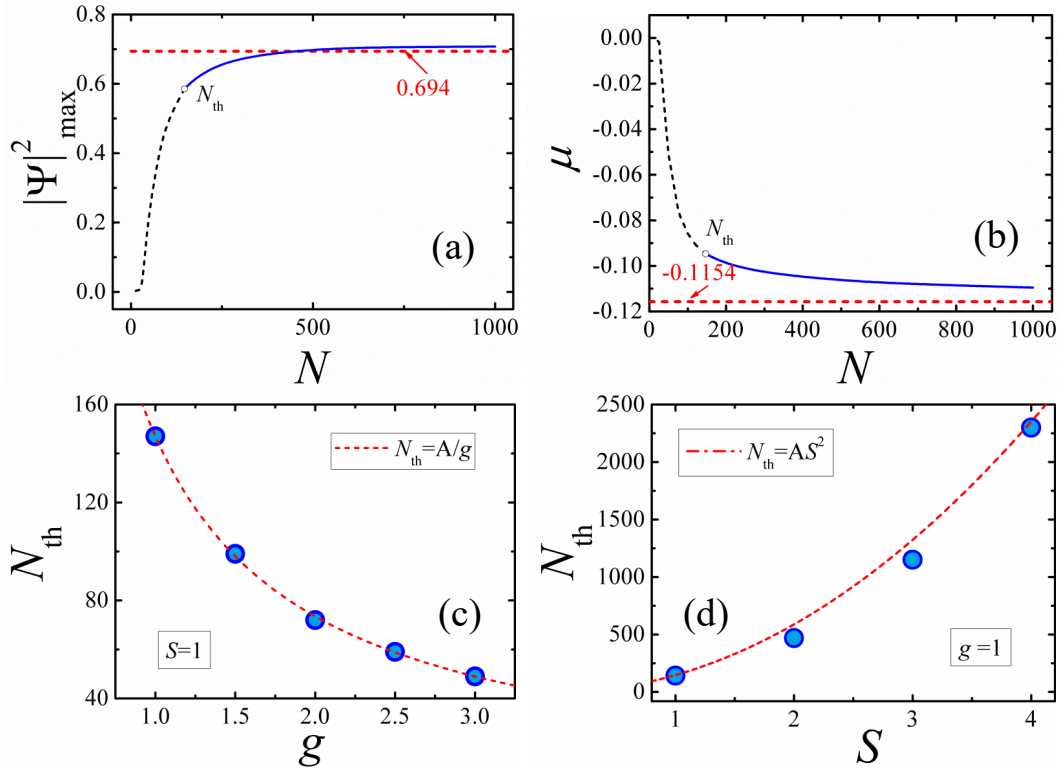 |Ψ|²max
0.8
0.6
0.4
0.2
0.0
0.694
Nth
(a)
0
500
1000
N
μ
0.00
-0.02
-0.04
-0.06
-0.08
-0.10
-0.12
Nth
(b)
-0.1154
0
200
400
600
800
1000
N
Nth
160
120
80
40
Nth=A/g
(c)
S=1
1.0
1.5
2.0
2.5
3.0
g
Nth
2500
2000
1500
1000
500
0
Nth=AS²
(d)
g =1
1
2
3
4
S